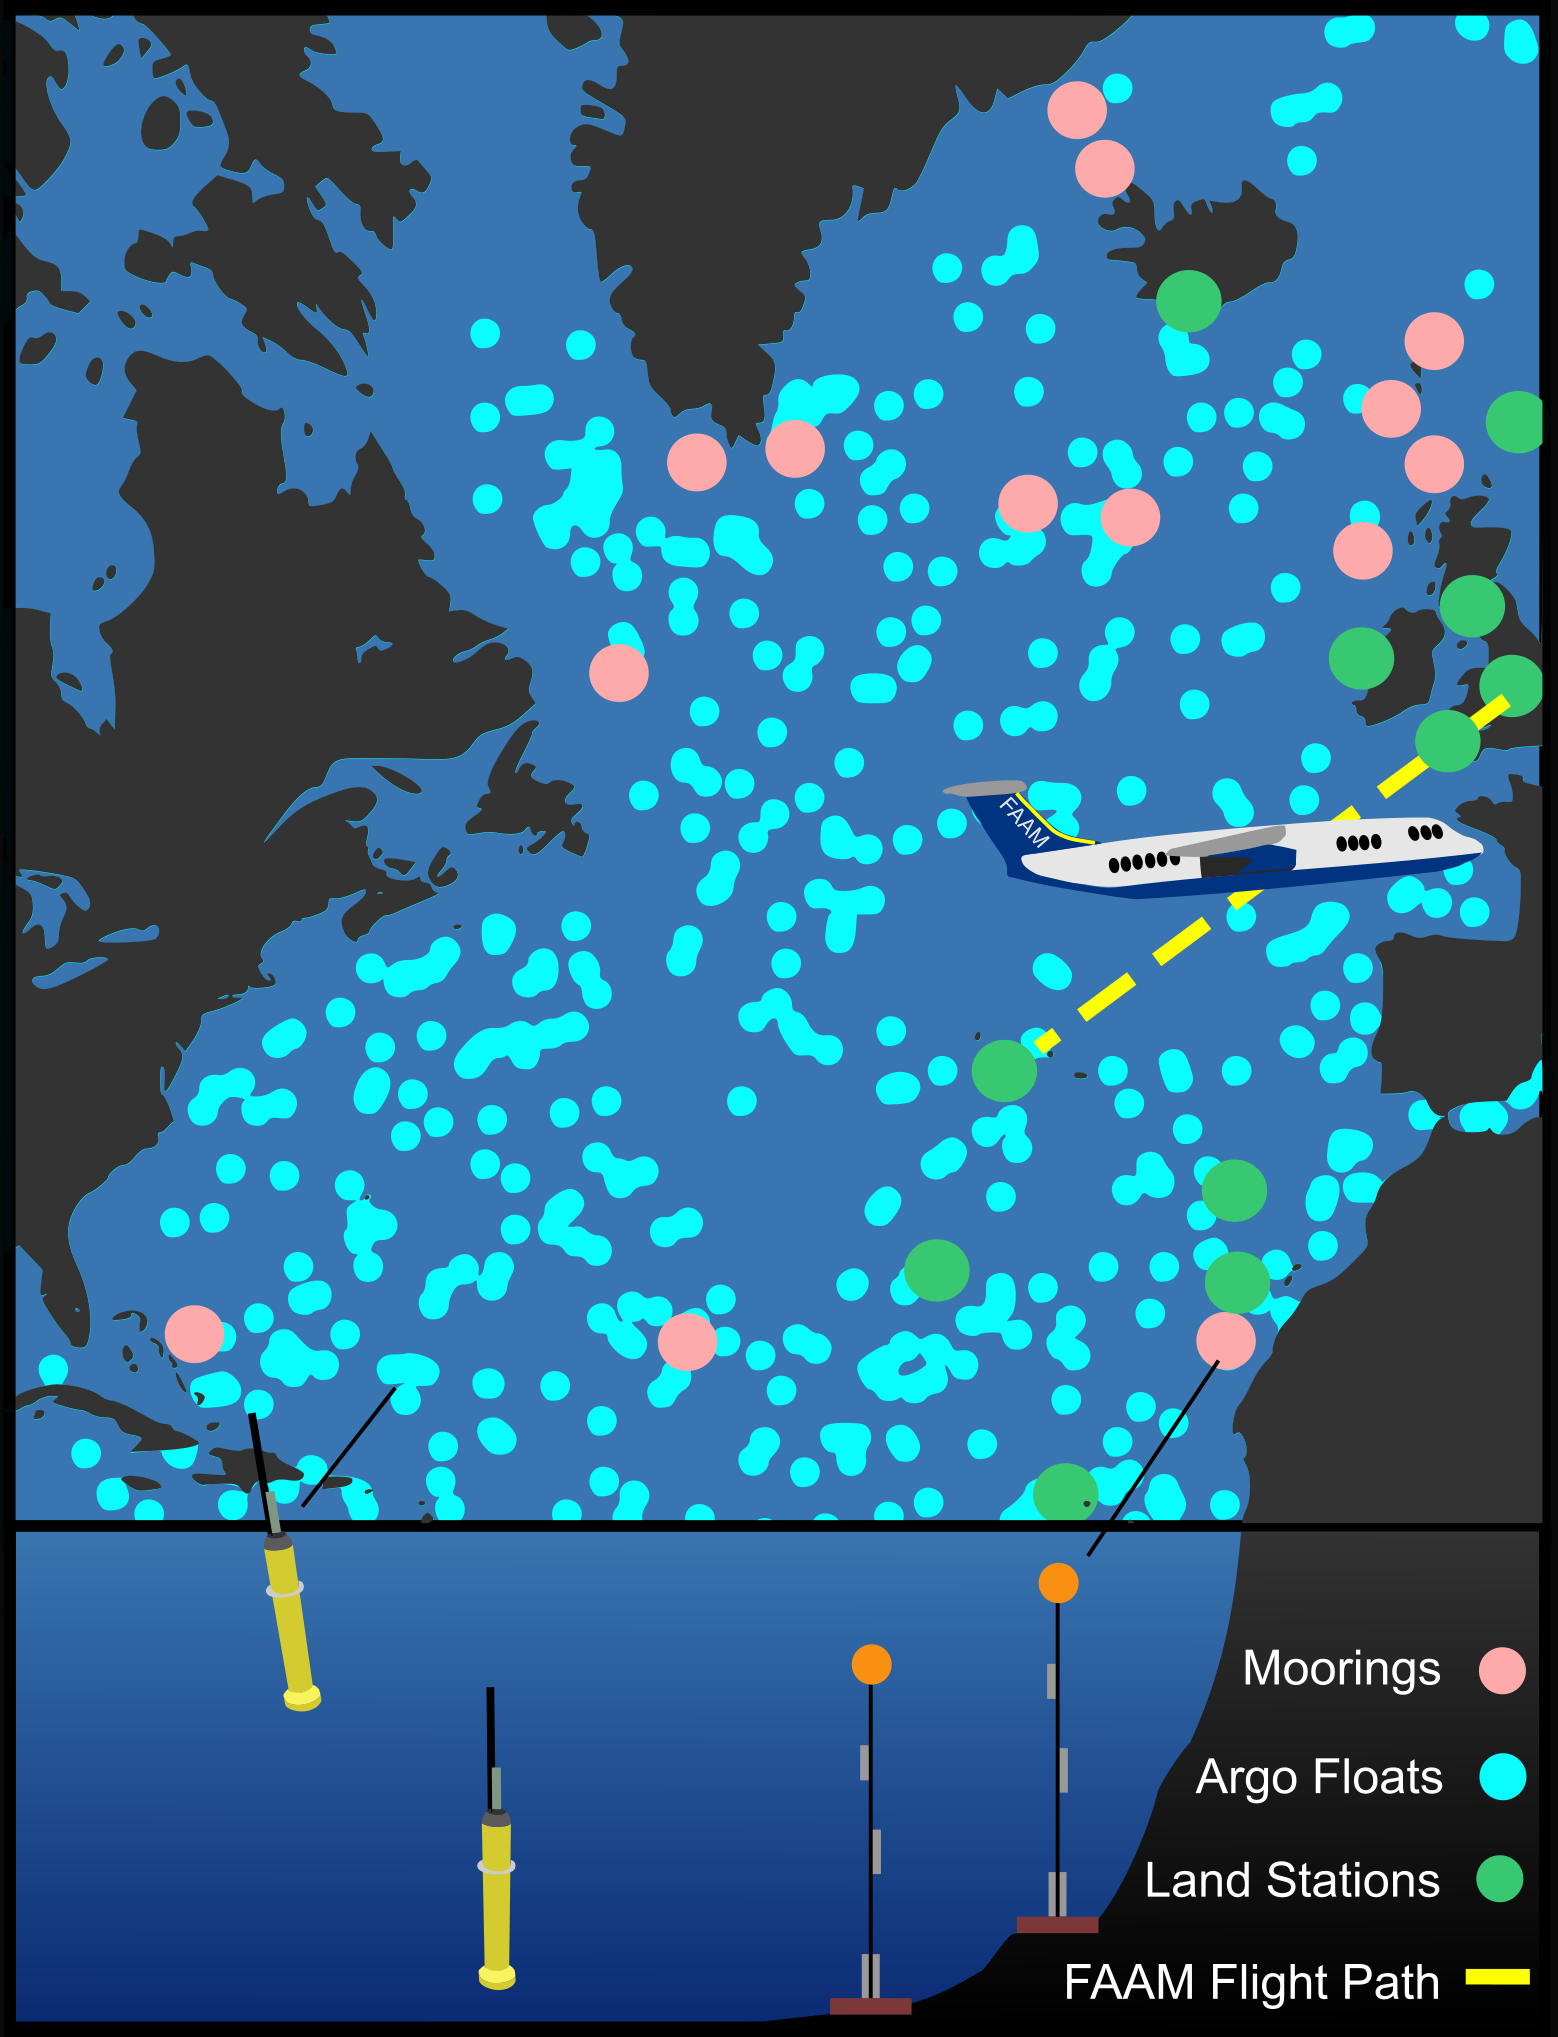 FAAM
Moorings
Argo Floats
Land Stations
FAAM Flight Path